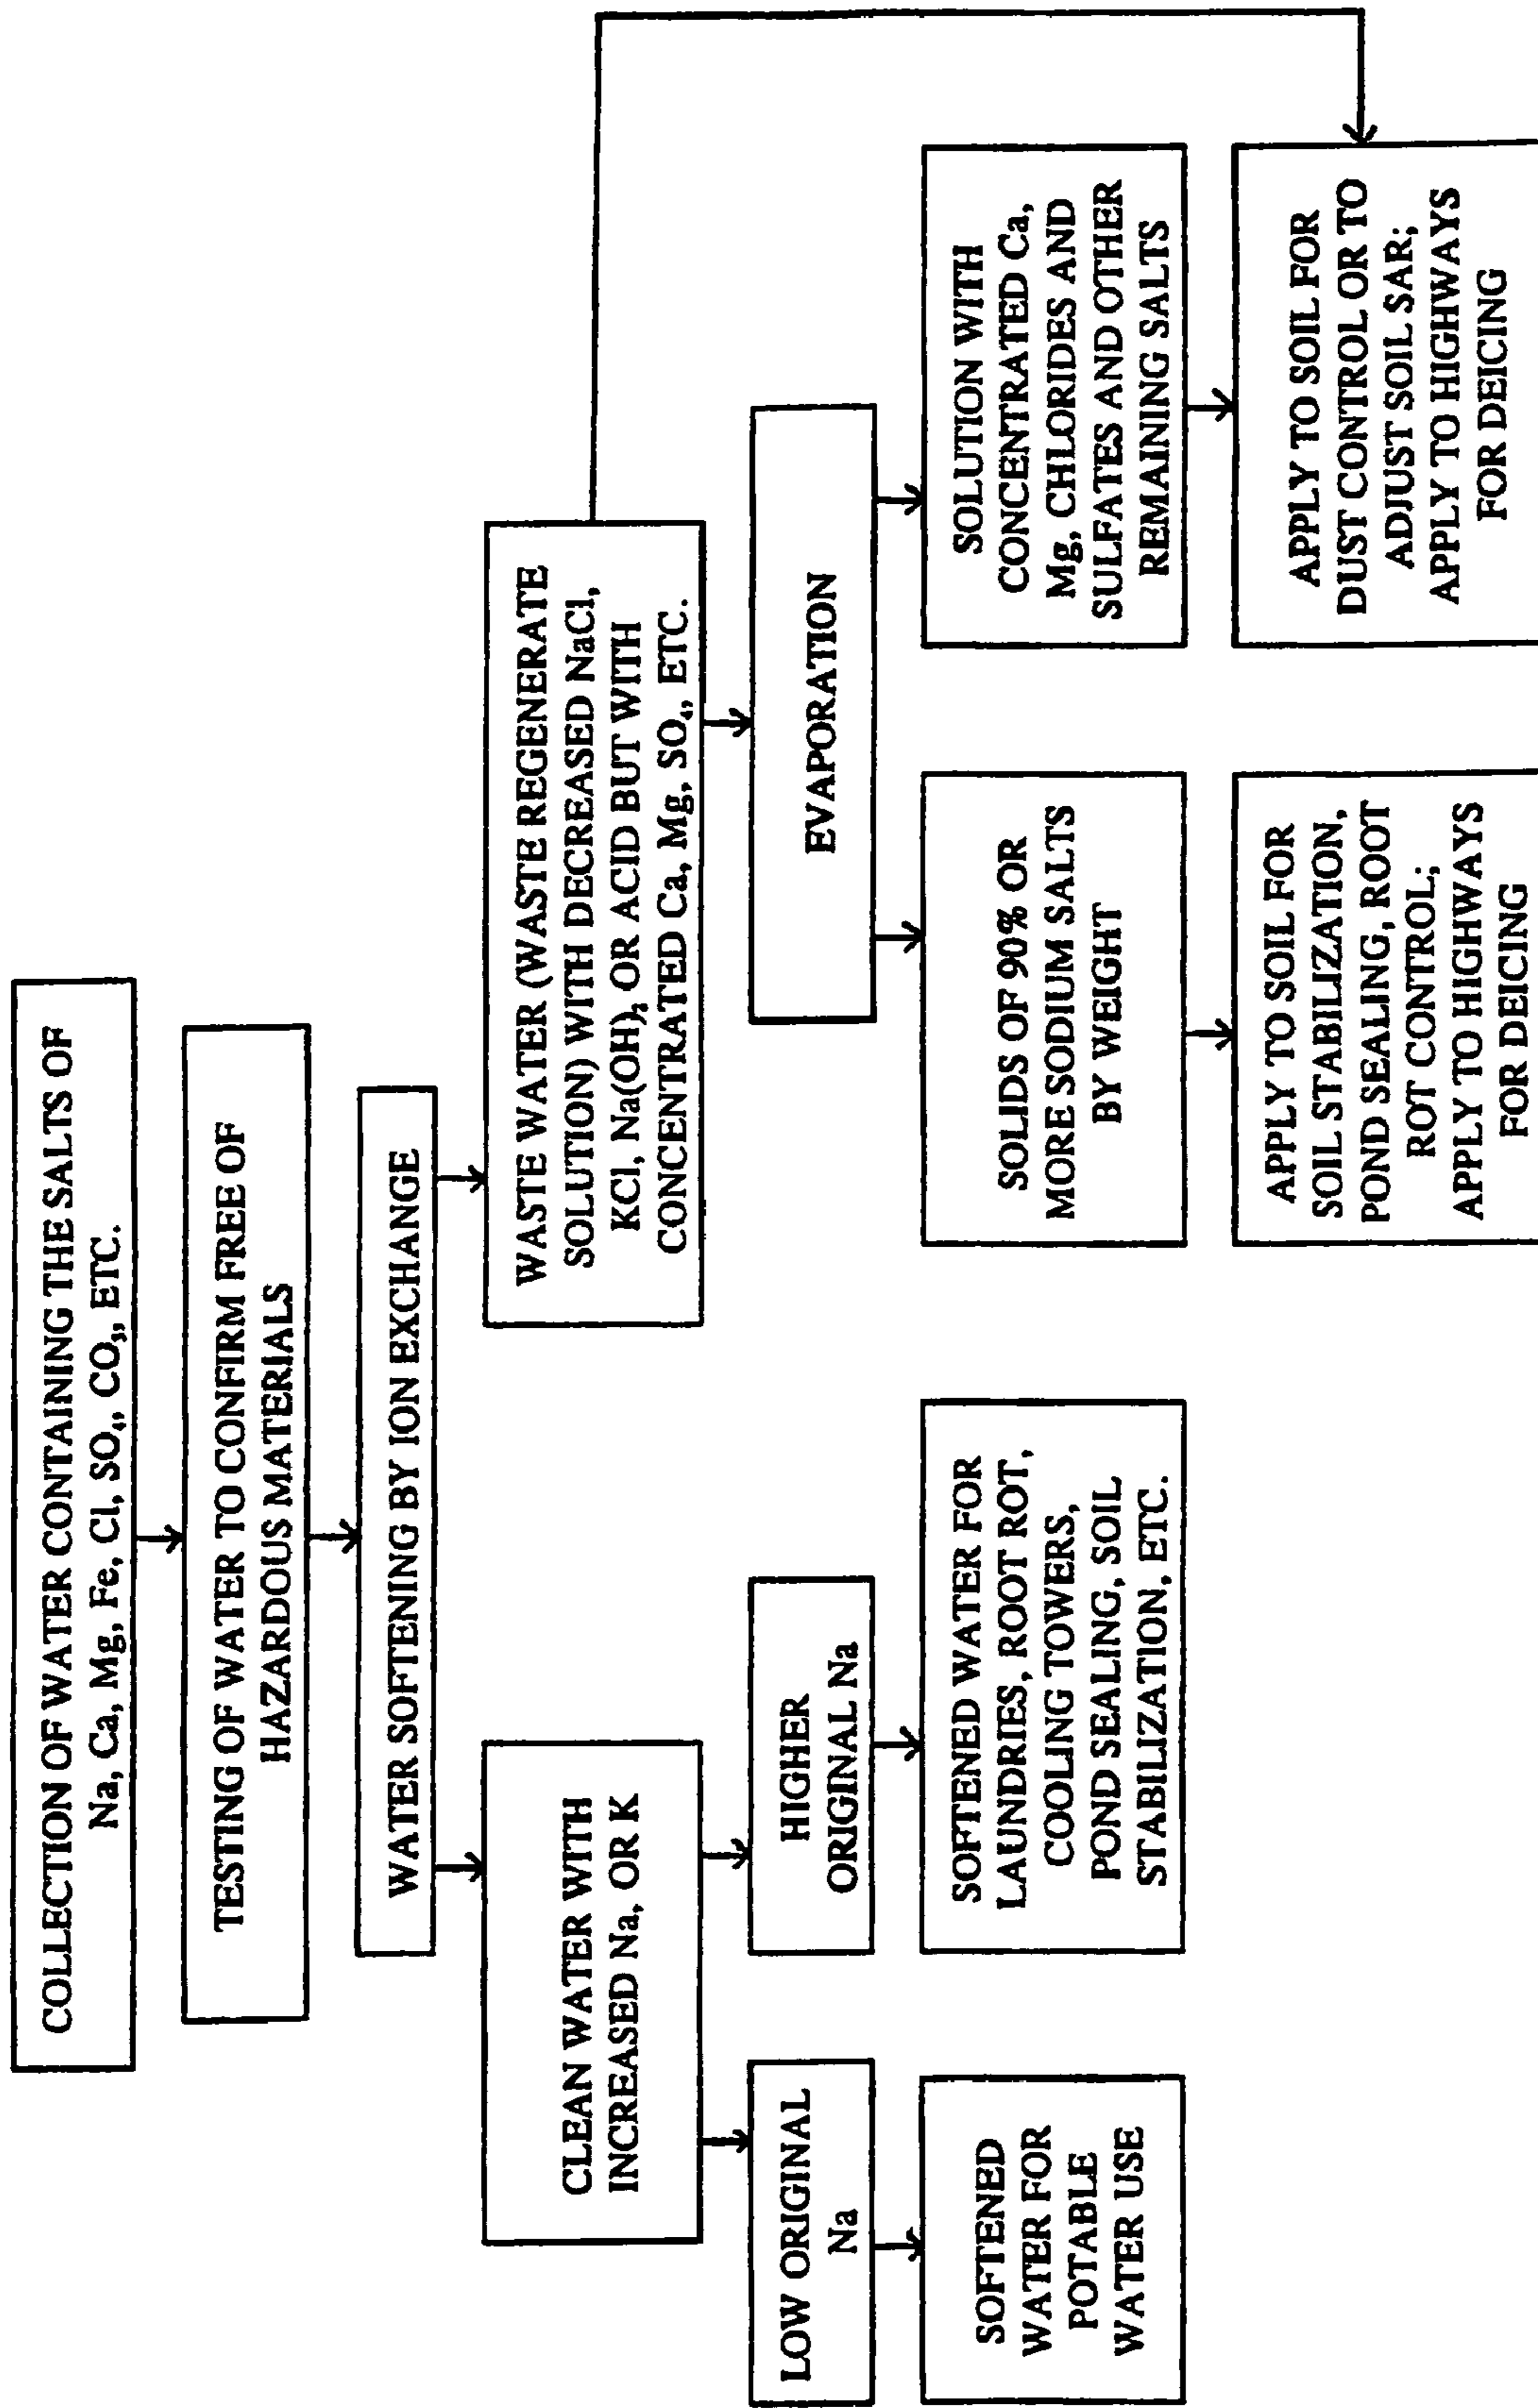 COLLECTION OF WATER CONTAINING THE SALTS OF
Na, Ca, Mg, Fe, Cl, SO₄, CO₃, ETC.
TESTING OF WATER TO CONFIRM FREE OF
HAZARDOUS MATERIALS
WATER SOFTENING BY ION EXCHANGE
CLEAN WATER WITH
INCREASED Na, OR K
WASTE WATER (WASTE REGENERATE
SOLUTION) WITH DECREASED NaCl,
KCl, Na(OH)₂ OR ACID BUT WITH
CONCENTRATED Ca, Mg, SO₄, ETC.
LOW ORIGINAL
Na
HIGHER
ORIGINAL Na
EVAPORATION
SOFTENED
WATER FOR
POTABLE
WATER USE
SOFTENED WATER FOR
LAUNDRIES, ROOT ROT,
COOLING TOWERS,
POND SEALING, SOIL
STABILIZATION, ETC.
SOLIDS OF 90% OR
MORE SODIUM SALTS
BY WEIGHT
SOLUTION WITH
CONCENTRATED Ca,
Mg, CHLORIDES AND
SULFATES AND OTHER
REMAINING SALTS
APPLY TO SOIL FOR
SOIL STABILIZATION,
POND SEALING, ROOT
ROT CONTROL;
APPLY TO HIGHWAYS
FOR DEICING
APPLY TO SOIL FOR
DUST CONTROL OR TO
ADJUST SOIL SAR;
APPLY TO HIGHWAYS
FOR DEICING